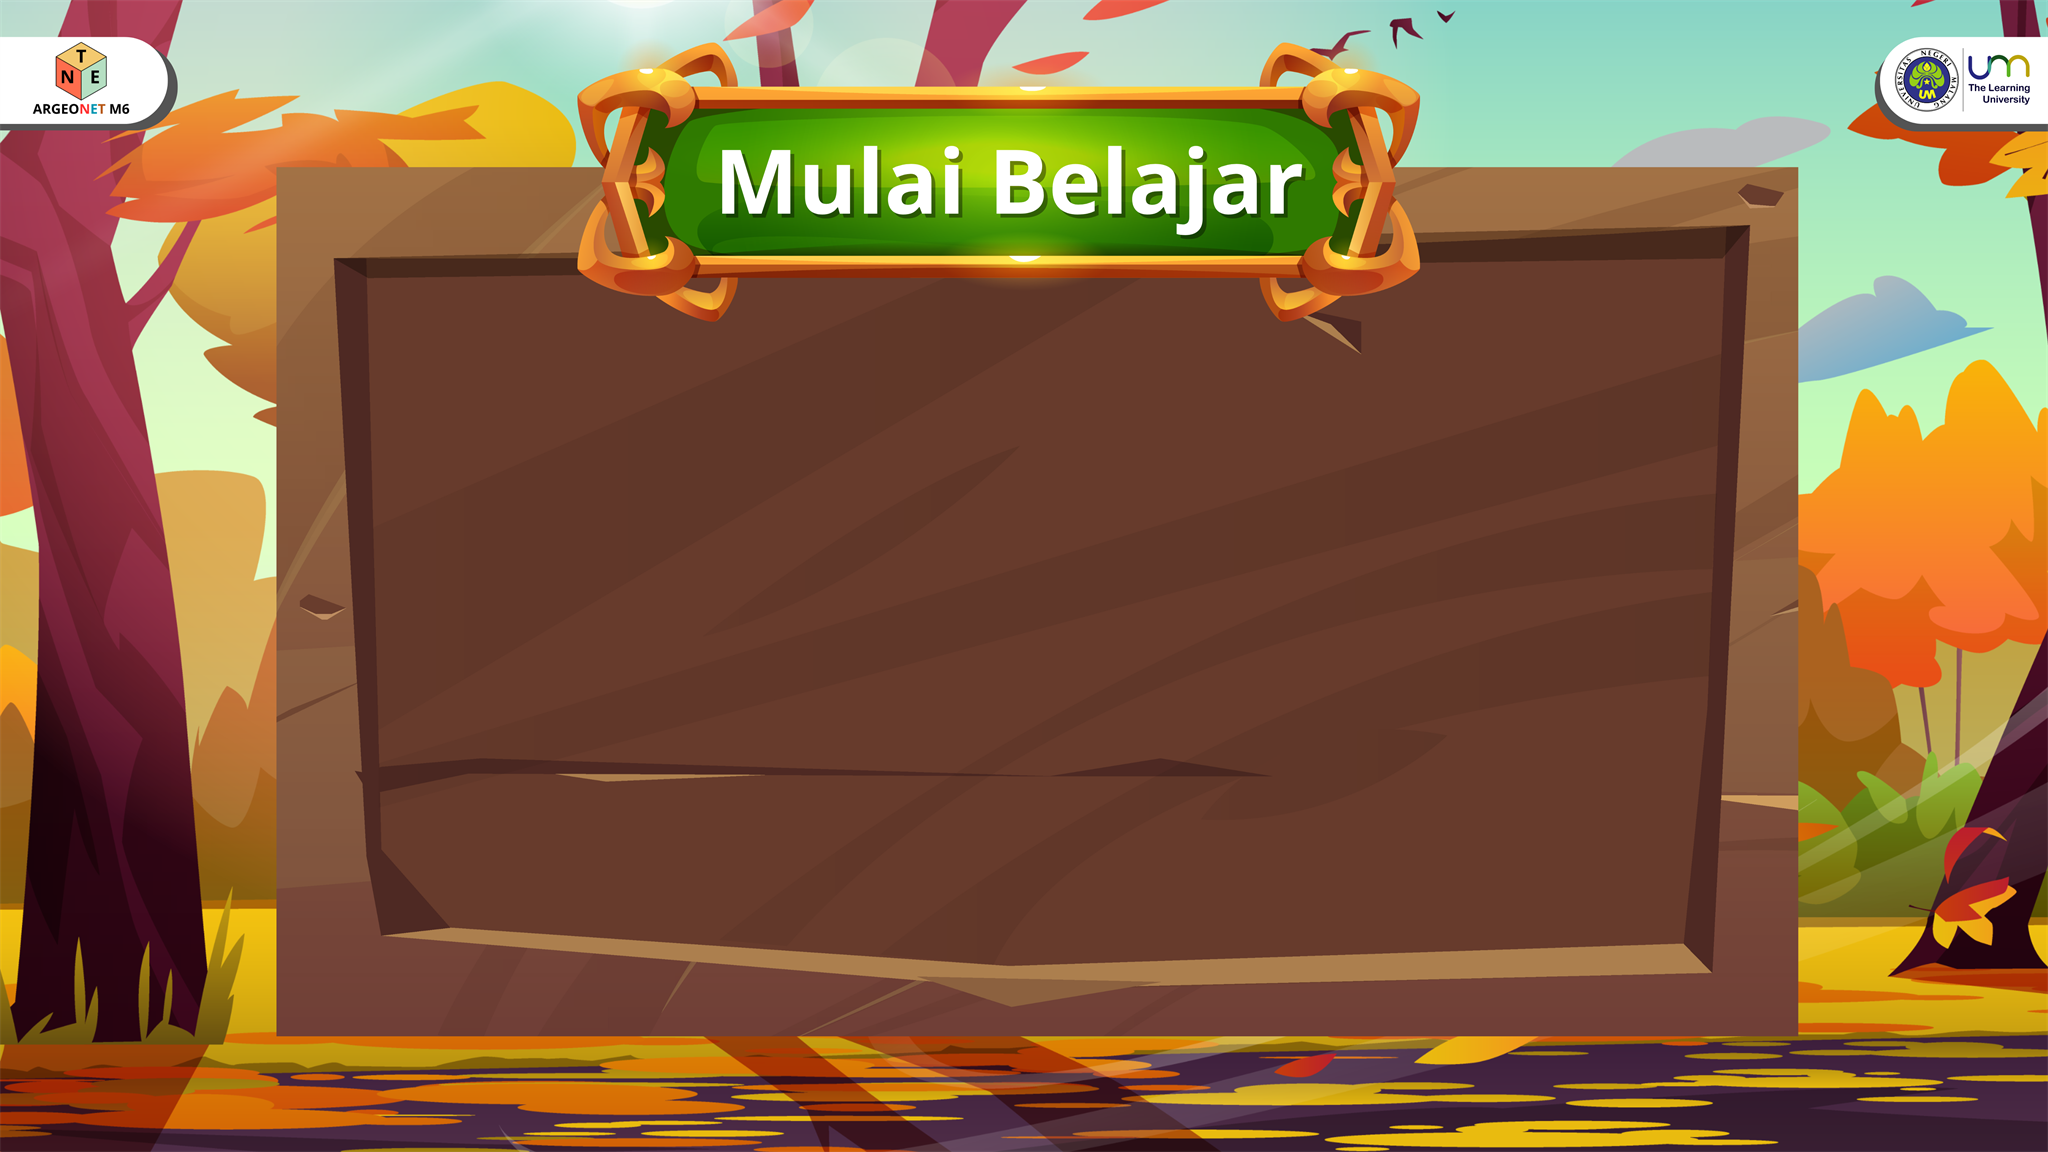 T
N E
ARGEONET M6
Mulai Belajar
UNIVERSITAS NEGERI MALANG
UM
um
The Learning
University